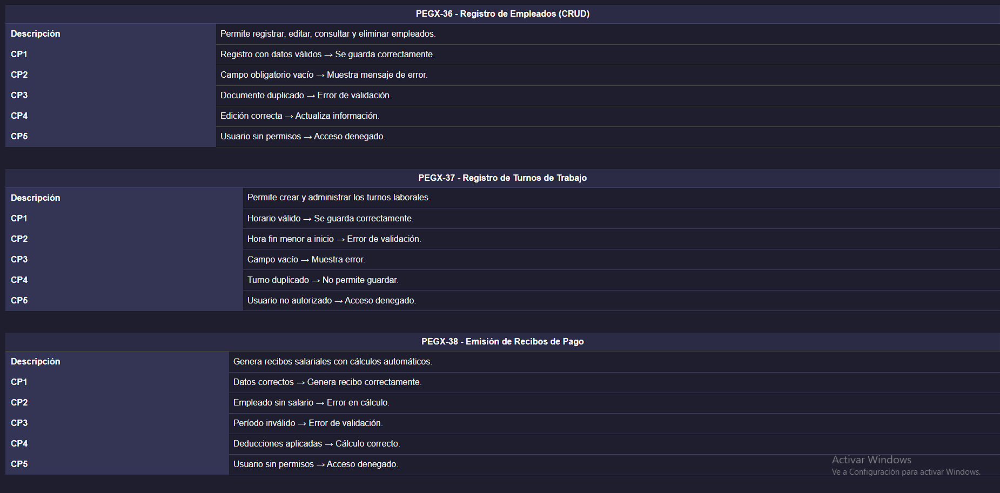 PEGX-36 - Registro de Empleados (CRUD)
Descripción Permite registrar, editar, consultar y eliminar empleados.
CP1 Registro con datos válidos → Se guarda correctamente.
CP2 Campo obligatorio vacío → Muestra mensaje de error.
CP3 Documento duplicado → Error de validación.
CP4 Edición correcta → Actualiza información.
CP5 Usuario sin permisos → Acceso denegado.
PEGX-37 - Registro de Turnos de Trabajo
Descripción Permite crear y administrar los turnos laborales.
CP1 Horario válido → Se guarda correctamente.
CP2 Hora fin menor a inicio → Error de validación.
CP3 Campo vacío → Muestra error.
CP4 Turno duplicado → No permite guardar.
CP5 Usuario no autorizado → Acceso denegado.
PEGX-38 - Emisión de Recibos de Pago
Descripción Genera recibos salariales con cálculos automáticos.
CP1 Datos correctos → Genera recibo correctamente.
CP2 Empleado sin salario → Error en cálculo.
CP3 Período inválido → Error de validación.
CP4 Deducciones aplicadas → Cálculo correcto.
CP5 Usuario sin permisos → Acceso denegado.
Activar Windows
Ve a Configuración para activar Windows.